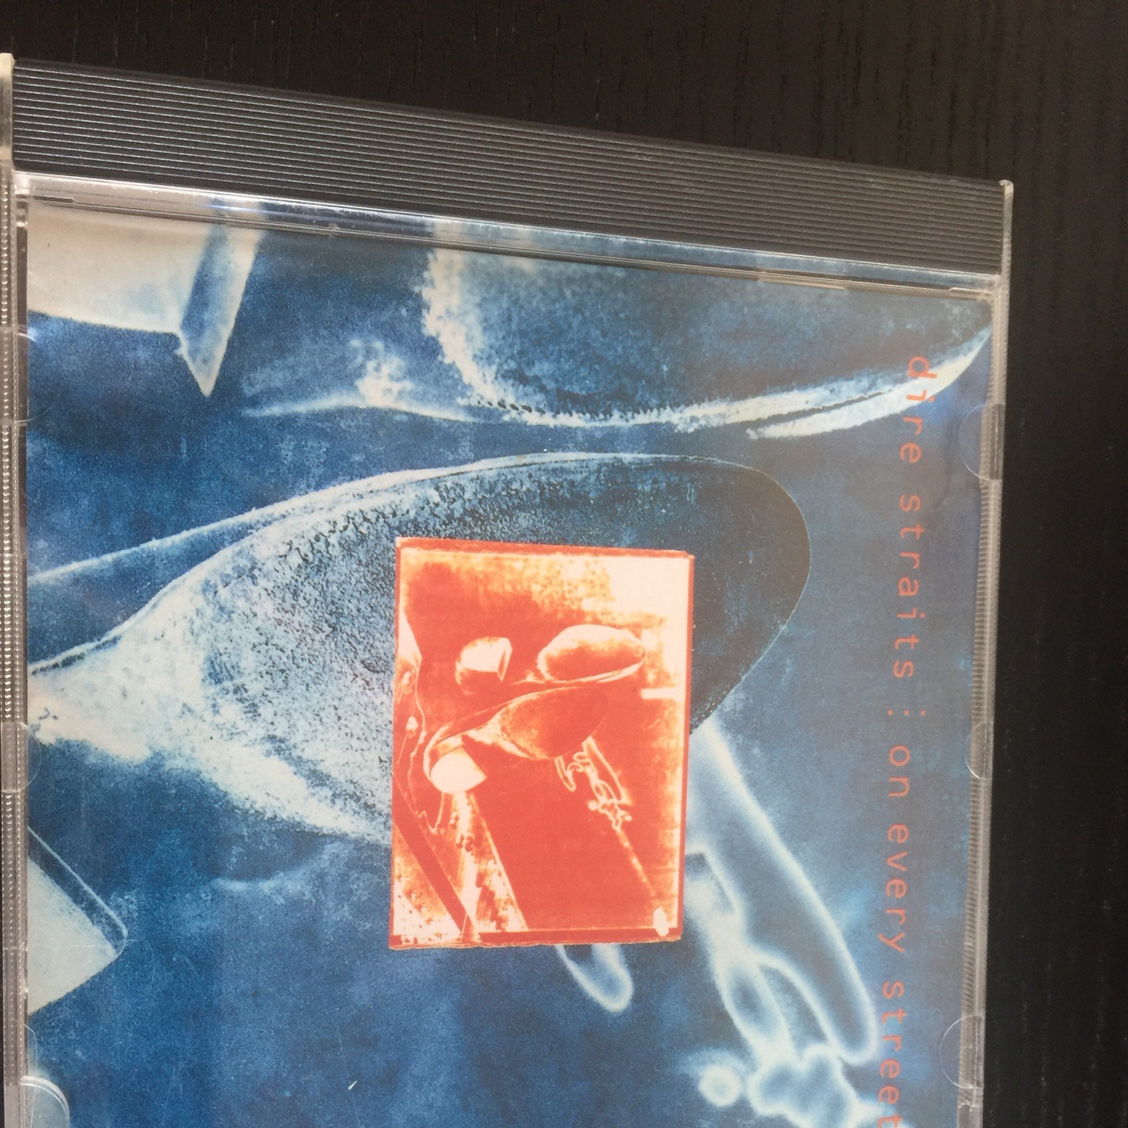 dire straits : on every street